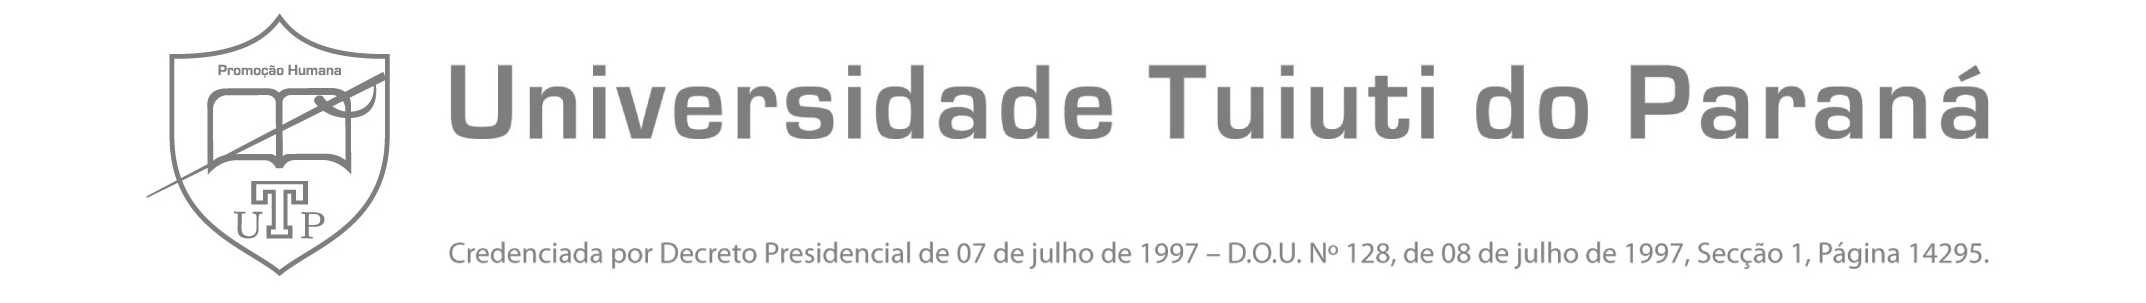 Promoção Humana
UTP
Universidade Tuiuti do Paraná
Credenciada por Decreto Presidencial de 07 de julho de 1997 – D.O.U. Nº 128, de 08 de julho de 1997, Secção 1, Página 14295.